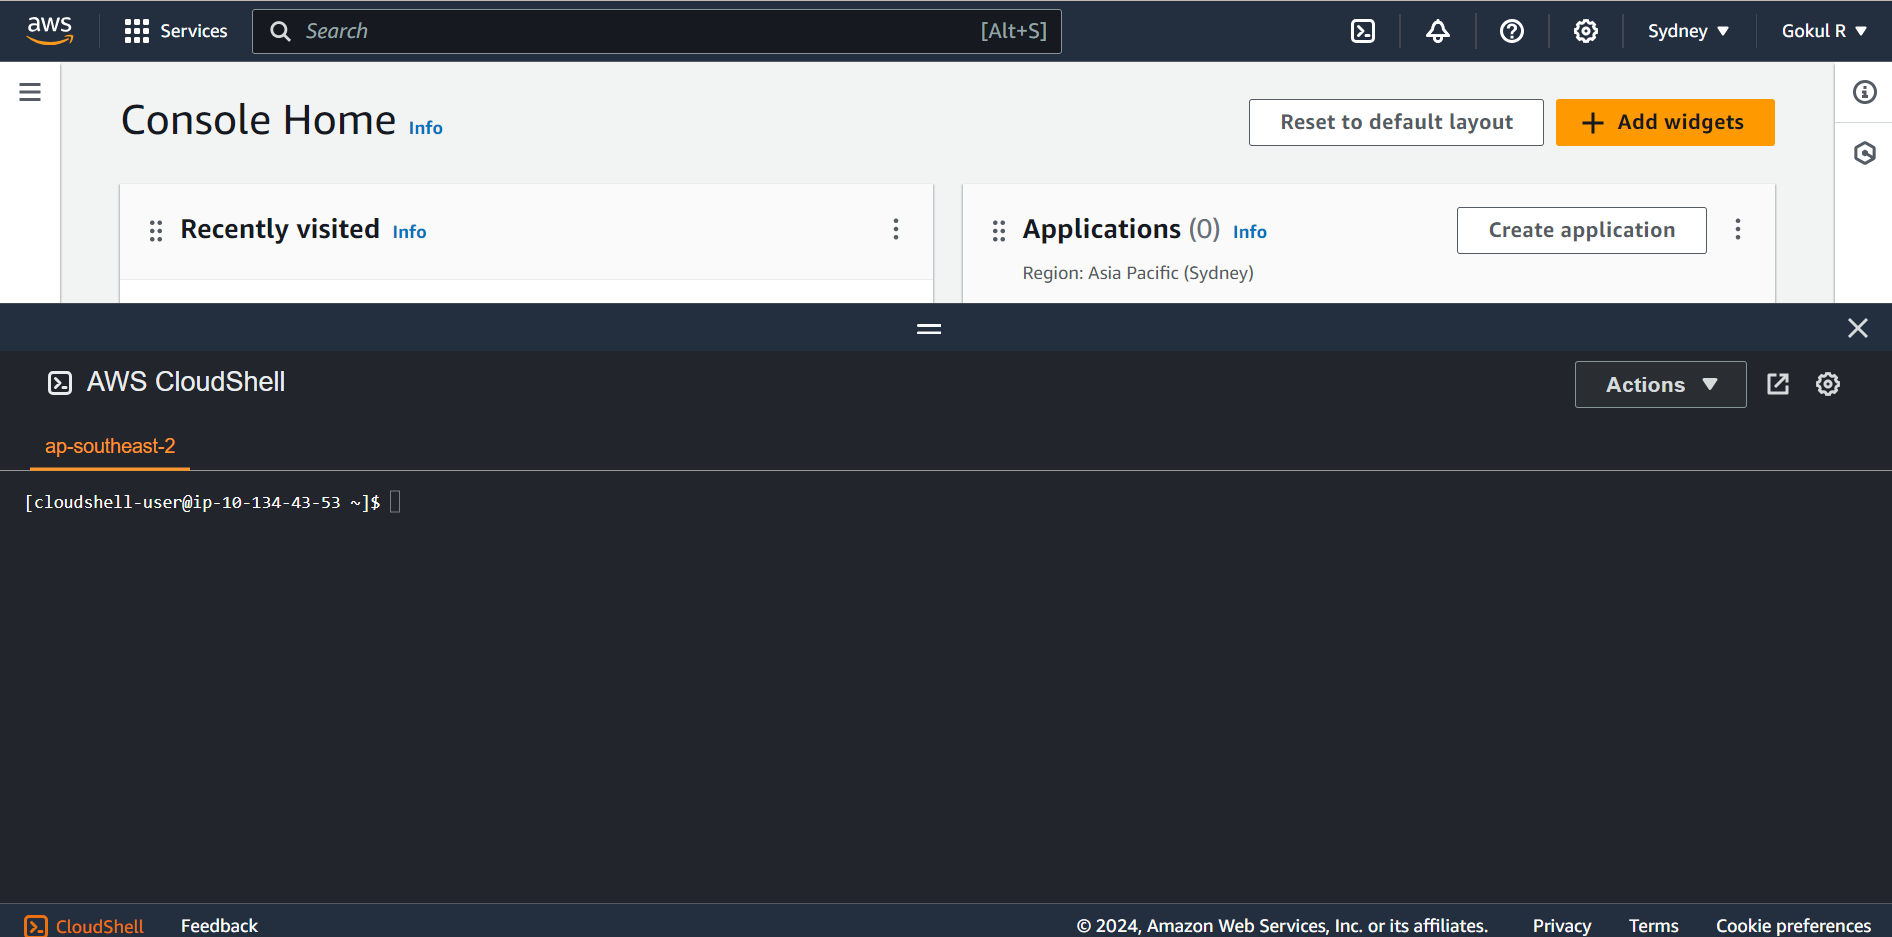 aws Services Search [Alt+S] Sydney Gokul R
Console Home Info Reset to default layout Add widgets
Recently visited Info
Applications (0) Info Create application
Region: Asia Pacific (Sydney)
AWS CloudShell Actions
ap-southeast-2
[cloudshell-user@ip-10-134-43-53 ~]$
CloudShell Feedback © 2024, Amazon Web Services, Inc. or its affiliates. Privacy Terms Cookie preferences